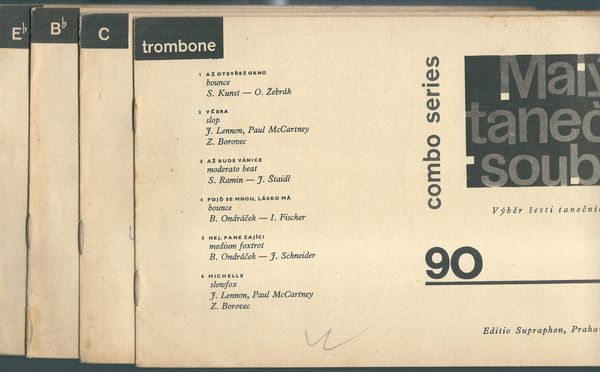 E♭
B♭
C
trombone
1 AŽ OTEVŘEŠ OKNO
bounce
S. Kunst — O. Žebrák
2 VČERA
slop
J. Lennon, Paul McCartney
Z. Borovec
3 AŽ BUDE VÁNICE
moderato beat
S. Ramin — J. Štaidl
4 POJĎ SE MNOU, LÁSKO MÁ
bounce
B. Ondráček — I. Fischer
5 HEJ, PANE ZAJÍCI
medium foxtrot
B. Ondráček — J. Schneider
6 MICHELLE
slowfox
J. Lennon, Paul McCartney
Z. Borovec
combo series
Malý
taneč
soub
Výběr šesti tanečníc
90
Editio Supraphon, Praha-